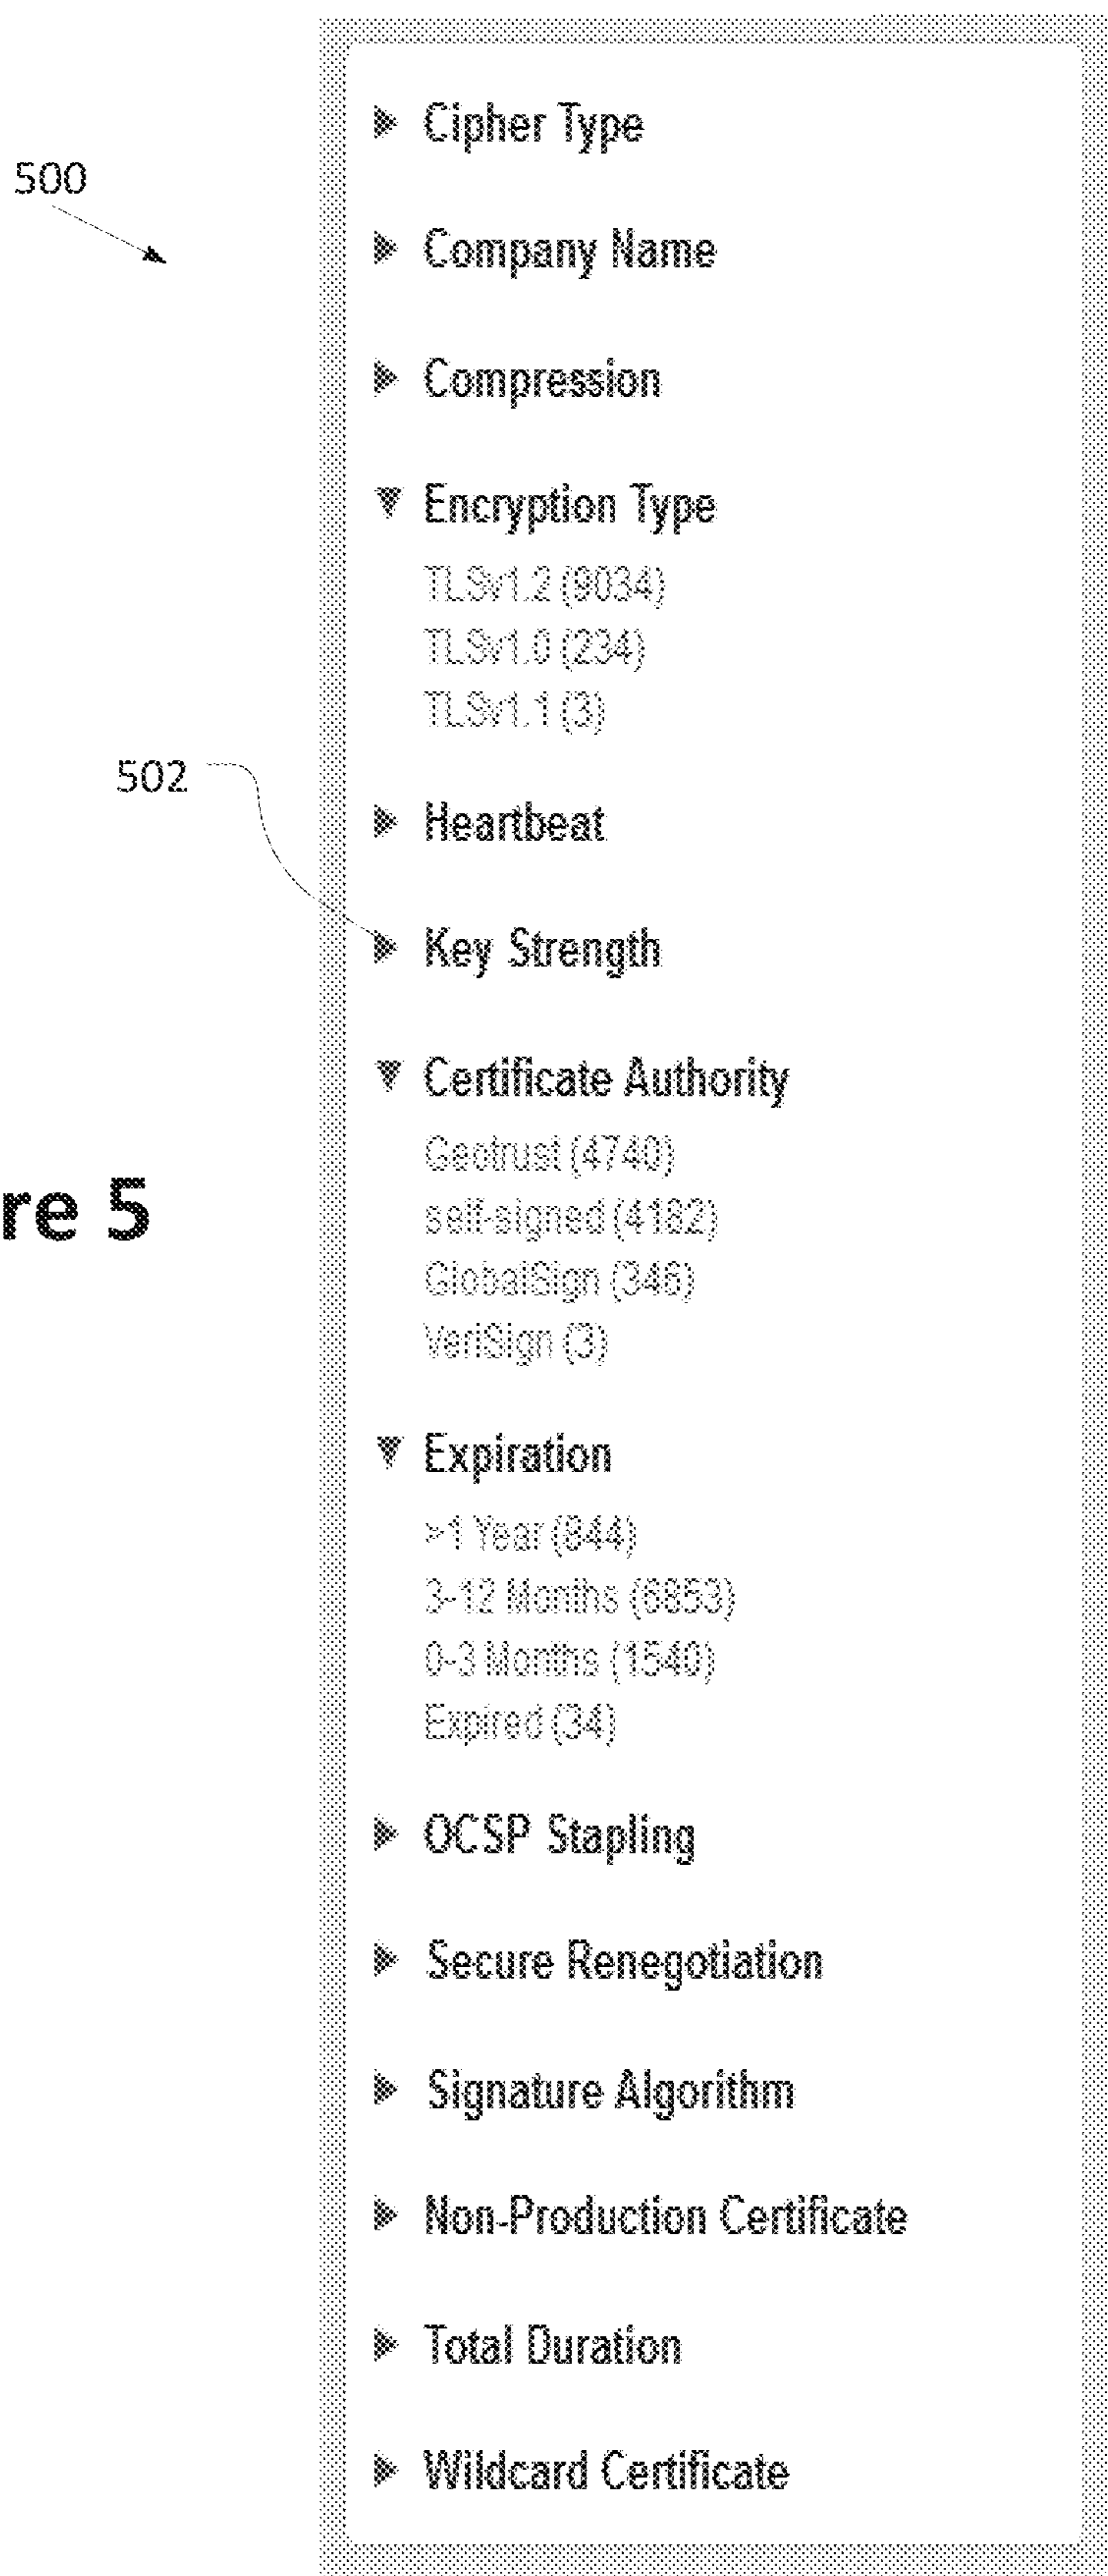 Cipher Type
500
Company Name
Compression
Encryption Type
TLSv1.2 (9034)
TLSv1.0 (234)
TLSv1.1 (3)
502
Heartbeat
Key Strength
Certificate Authority
Geotrust (4740)
re 5
self-signed (4182)
GlobalSign (346)
VeriSign (3)
Expiration
>1 Year (844)
3-12 Months (6853)
0-3 Months (1540)
Expired (34)
OCSP Stapling
Secure Renegotiation
Signature Algorithm
Non-Production Certificate
Total Duration
Wildcard Certificate